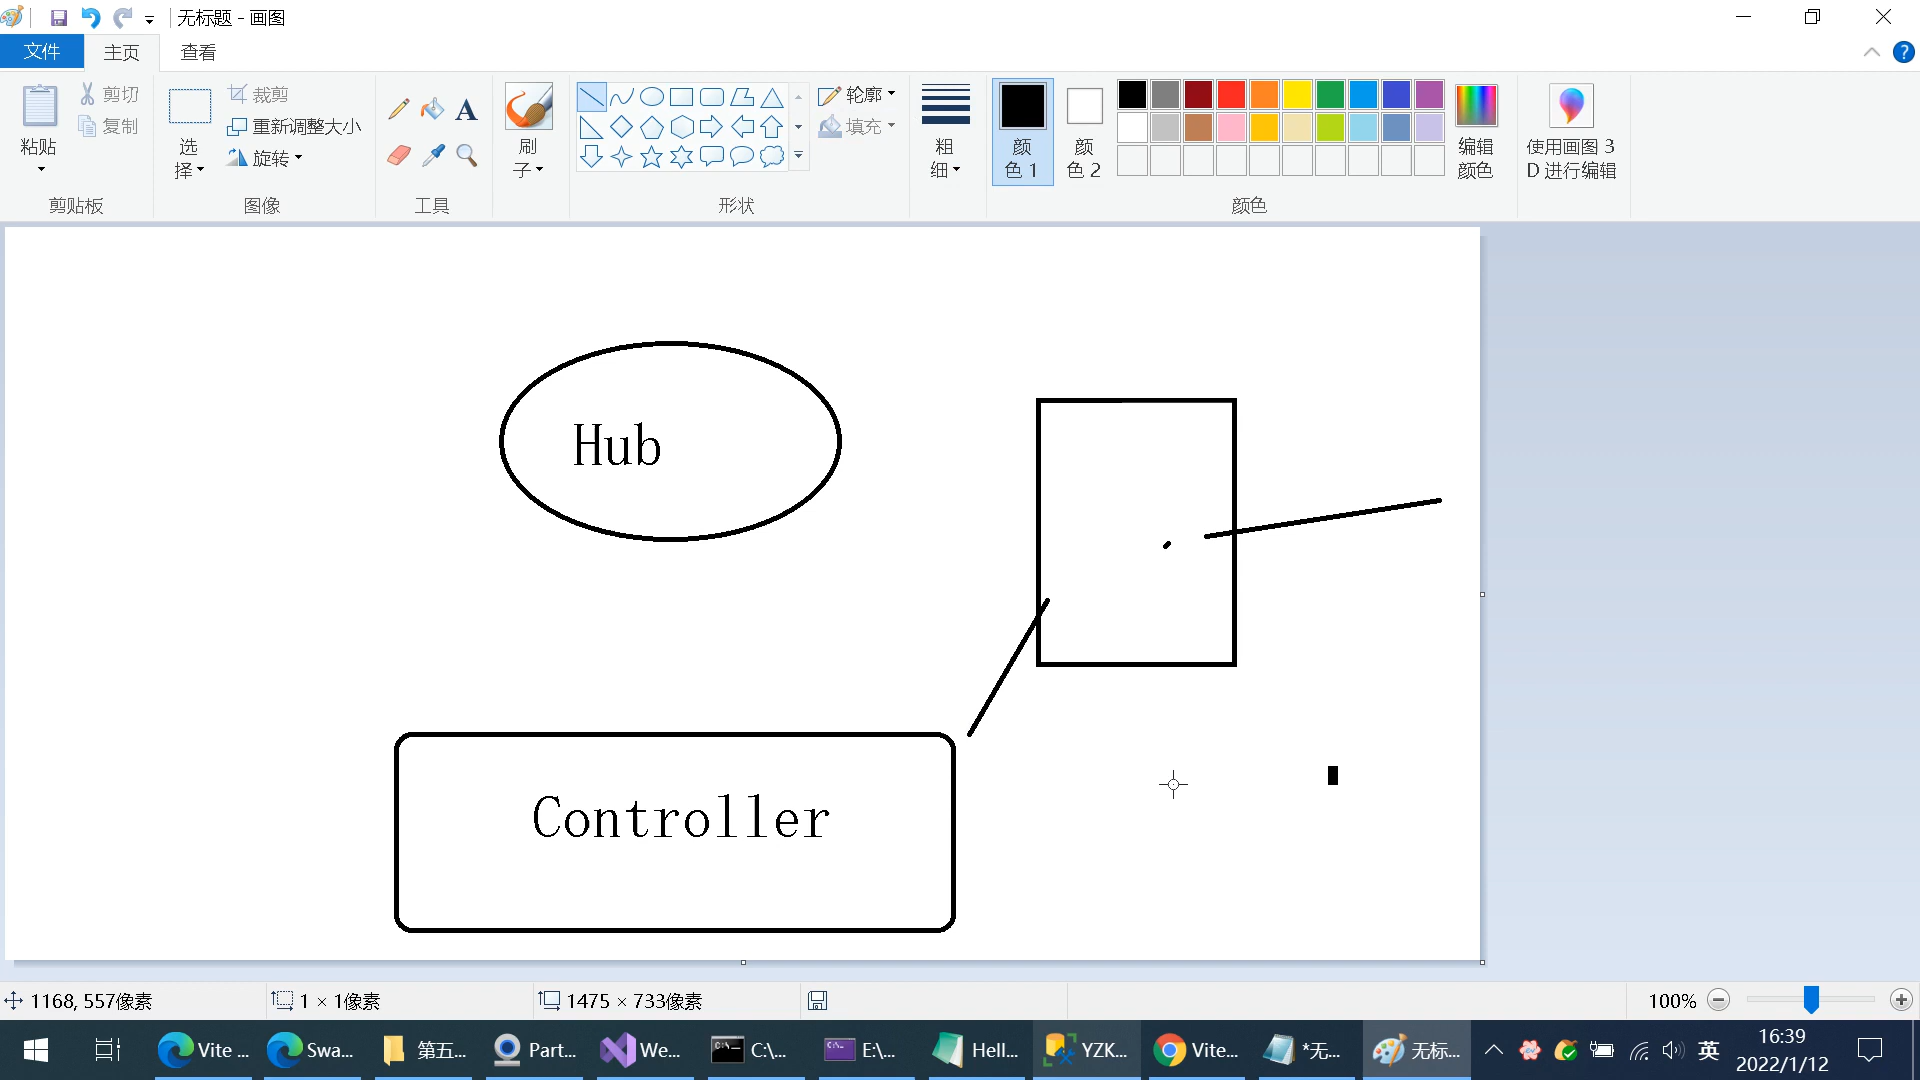 无标题 - 画图
文件 主页 查看
粘贴 剪切 复制 剪贴板
选择 裁剪 重新调整大小 旋转 图像
A
工具
刷子
轮廓 填充 形状
粗细
颜色 1 颜色 2 编辑颜色 颜色
使用画图 3D 进行编辑
?
Hub
Controller
1168, 557像素 1 × 1像素 1475 × 733像素 100%
Vite ... Swa... 第五... Part... We... C:\... E:\... Hell... YZK... Vite... *无... 无标... 英 16:39
2022/1/12